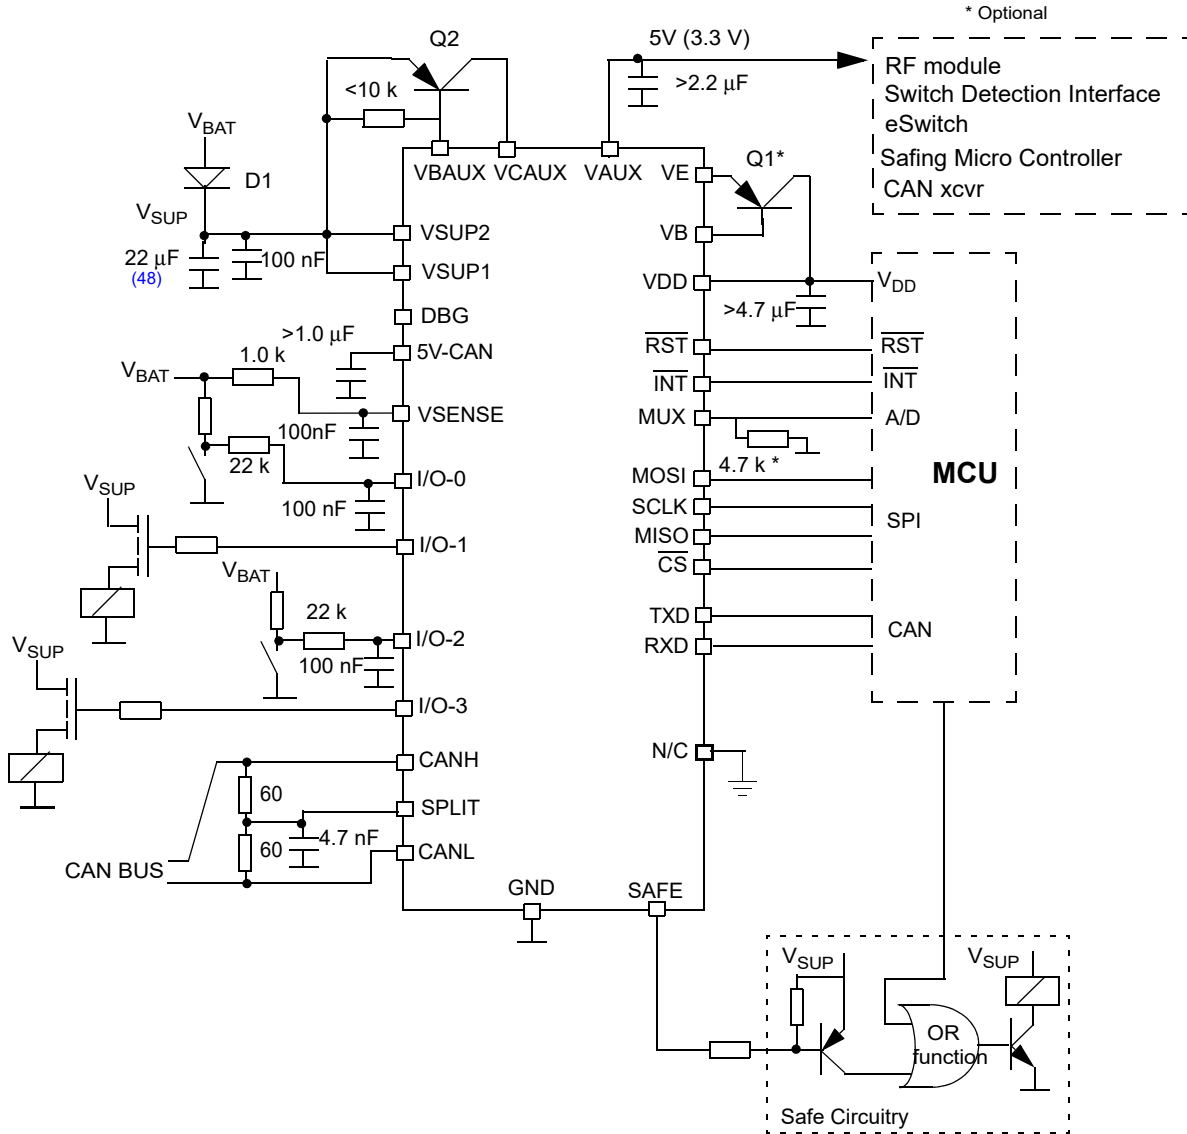 * Optional
Q2
5V (3.3 V)
RF module
Switch Detection Interface
eSwitch
Safing Micro Controller
CAN xcvr
<10 k
>2.2 μF
VBAT
D1
VSUP
22 μF
(48)
100 nF
VBAUX
VCAUX
VAUX
VE
Q1*
VB
VSUP2
VSUP1
VDD
VDD
>4.7 μF
DBG
>1.0 μF
5V-CAN
RST
RST
VBAT
1.0 k
INT
INT
VSENSE
100nF
MUX
A/D
4.7 k *
22 k
I/O-0
100 nF
MOSI
MCU
SCLK
SPI
MISO
CS
VSUP
I/O-1
VBAT
22 k
I/O-2
100 nF
TXD
CAN
RXD
VSUP
I/O-3
N/C
CANH
60
SPLIT
4.7 nF
60
CANL
CAN BUS
GND
SAFE
VSUP
VSUP
OR
function
Safe Circuitry